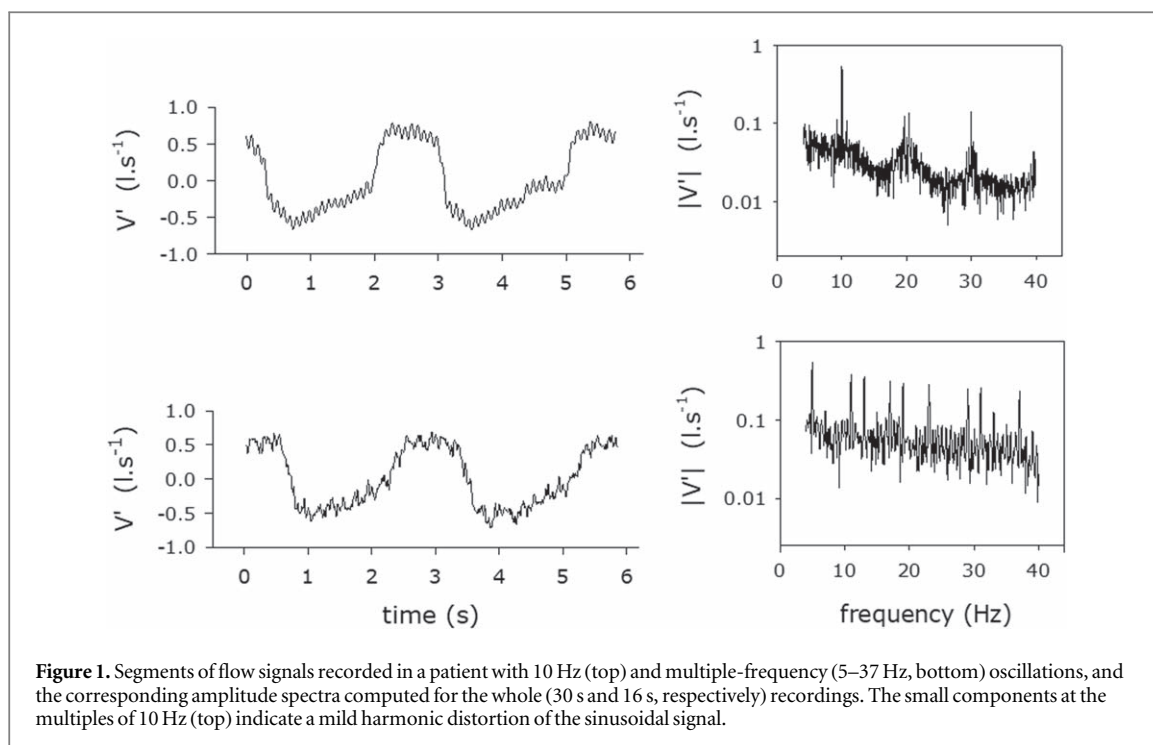 1.0
0.5
0.0
-0.5
-1.0
V' (l.s⁻¹)
0 1 2 3 4 5 6
1
0.1
0.01
|V'| (l.s⁻¹)
0 10 20 30 40
1.0
0.5
0.0
-0.5
-1.0
V' (l.s⁻¹)
0 1 2 3 4 5 6
time (s)
1
0.1
0.01
|V'| (l.s⁻¹)
0 10 20 30 40
frequency (Hz)
Figure 1. Segments of flow signals recorded in a patient with 10 Hz (top) and multiple-frequency (5–37 Hz, bottom) oscillations, and
the corresponding amplitude spectra computed for the whole (30 s and 16 s, respectively) recordings. The small components at the
multiples of 10 Hz (top) indicate a mild harmonic distortion of the sinusoidal signal.